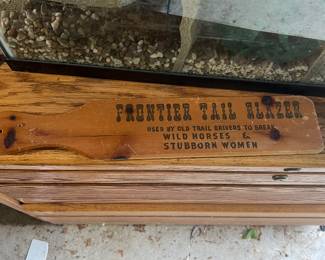 FRONTIER TAIL BLAZER
USED BY OLD TRAIL DRIVERS TO BREAK
WILD HORSES &
STUBBORN WOMEN